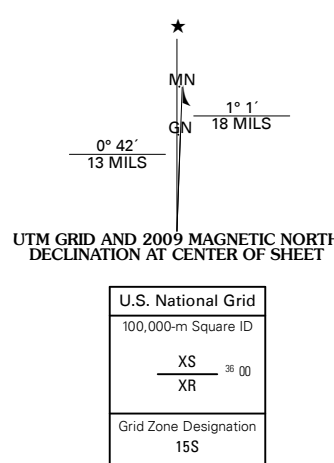 ★
MN
1° 1´
18 MILS
GN
0° 42´
13 MILS
UTM GRID AND 2009 MAGNETIC NORTH
DECLINATION AT CENTER OF SHEET
U.S. National Grid
100,000-m Square ID
XS
36 00
XR
Grid Zone Designation
15S